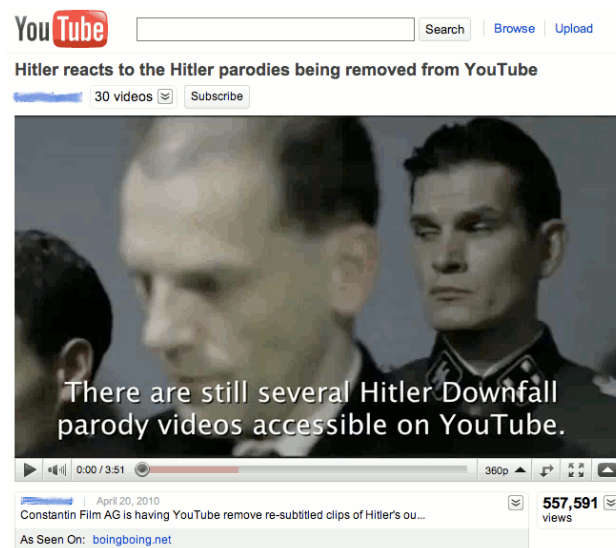 YouTube
Search Browse Upload
Hitler reacts to the Hitler parodies being removed from YouTube
30 videos Subscribe
There are still several Hitler Downfall
parody videos accessible on YouTube.
0:00 / 3:51 360p
April 20, 2010
Constantin Film AG is having YouTube remove re-subtitled clips of Hitler's ou...
557,591
views
As Seen On: boingboing.net